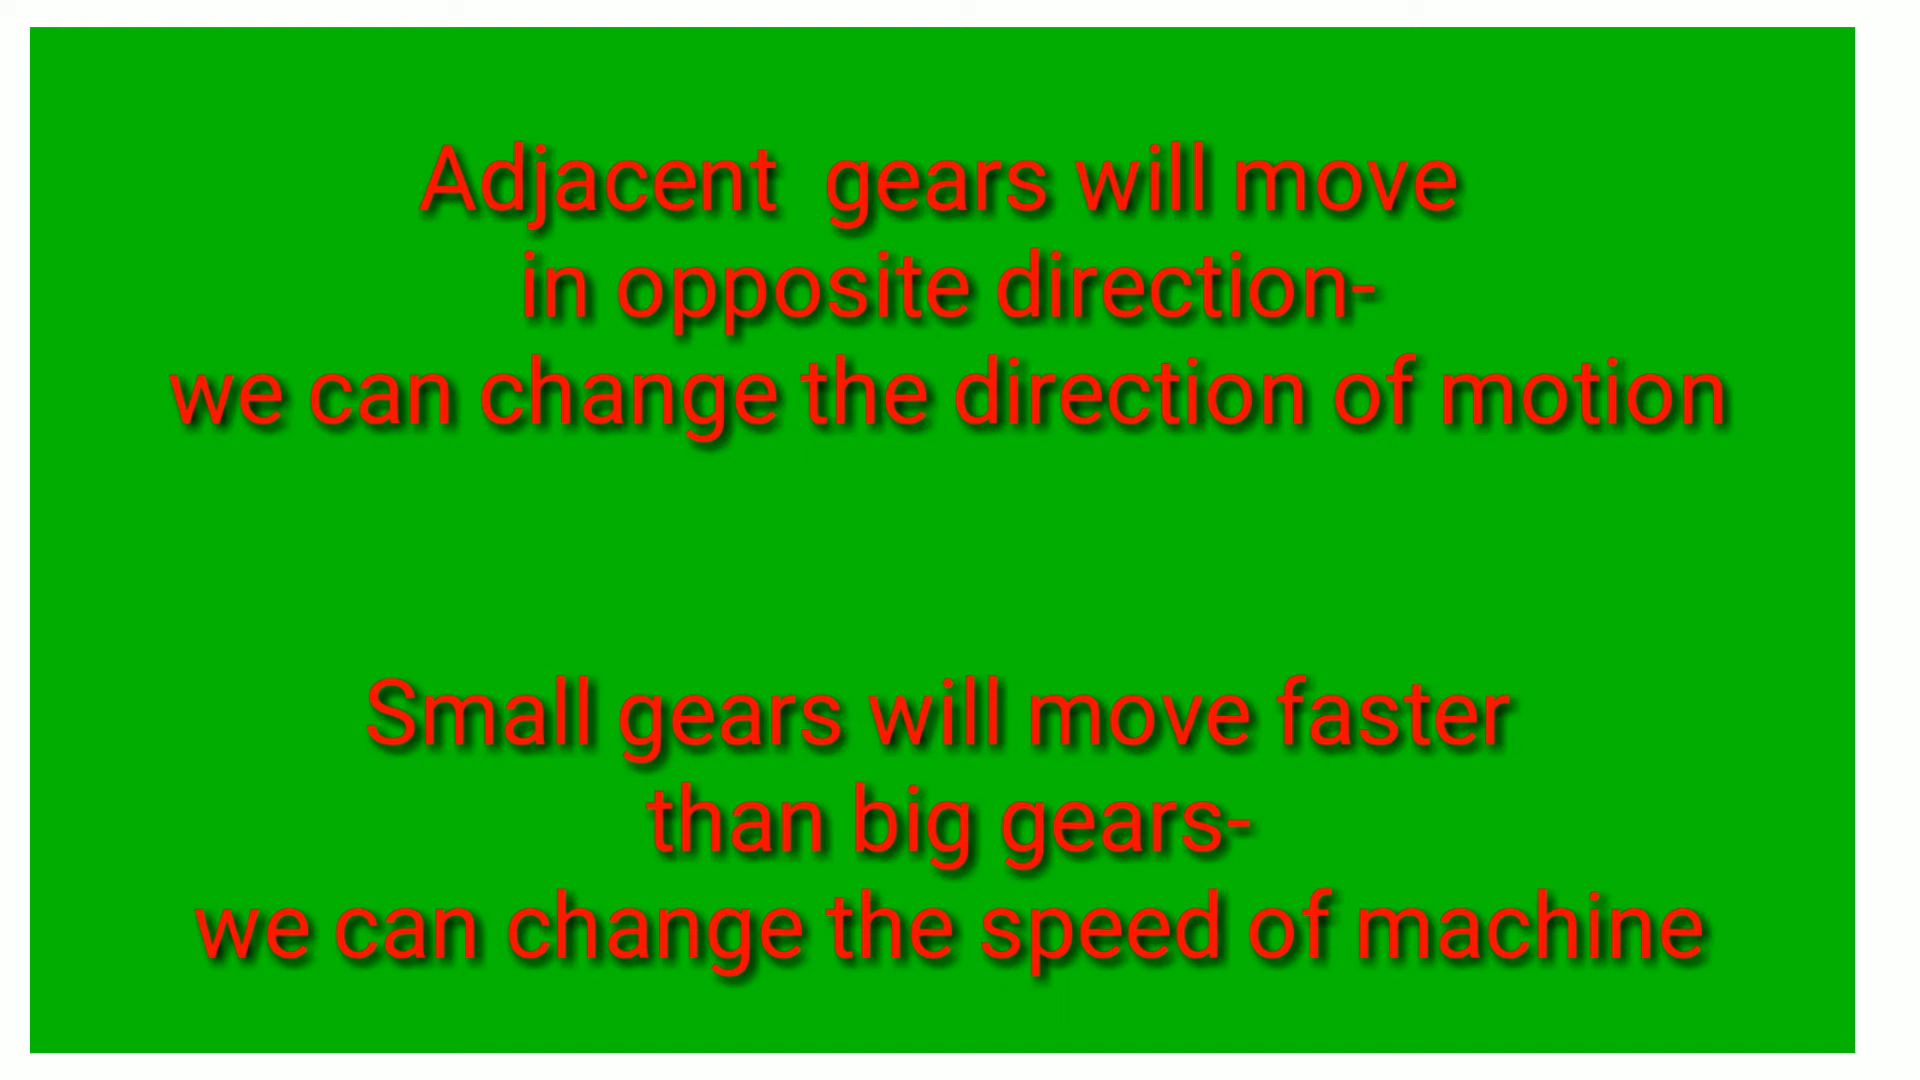 Adjacent  gears will move
in opposite direction-
we can change the direction of motion
Small gears will move faster
than big gears-
we can change the speed of machine